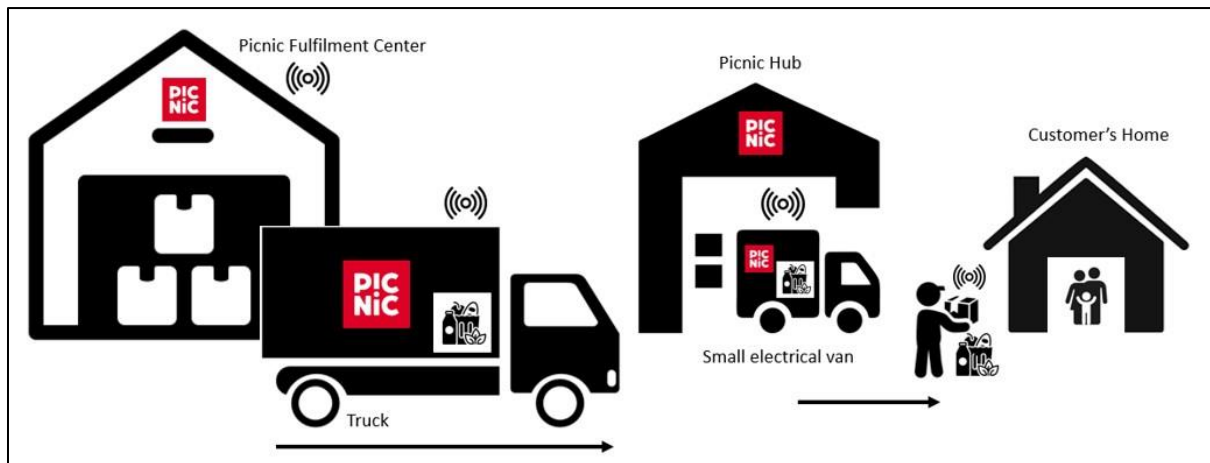 Picnic Fulfilment Center
PIC
NiC
PIC
NiC
Truck
Picnic Hub
PIC
NiC
PIC
NiC
Small electrical van
Customer's Home